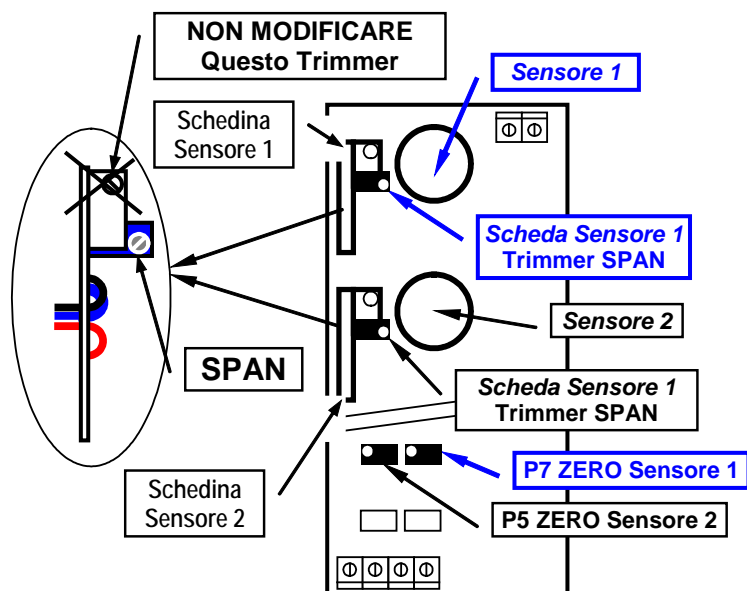 NON MODIFICARE
Questo Trimmer
Sensore 1
Schedina
Sensore 1
Scheda Sensore 1
Trimmer SPAN
Sensore 2
SPAN
Scheda Sensore 1
Trimmer SPAN
P7 ZERO Sensore 1
Schedina
Sensore 2
P5 ZERO Sensore 2